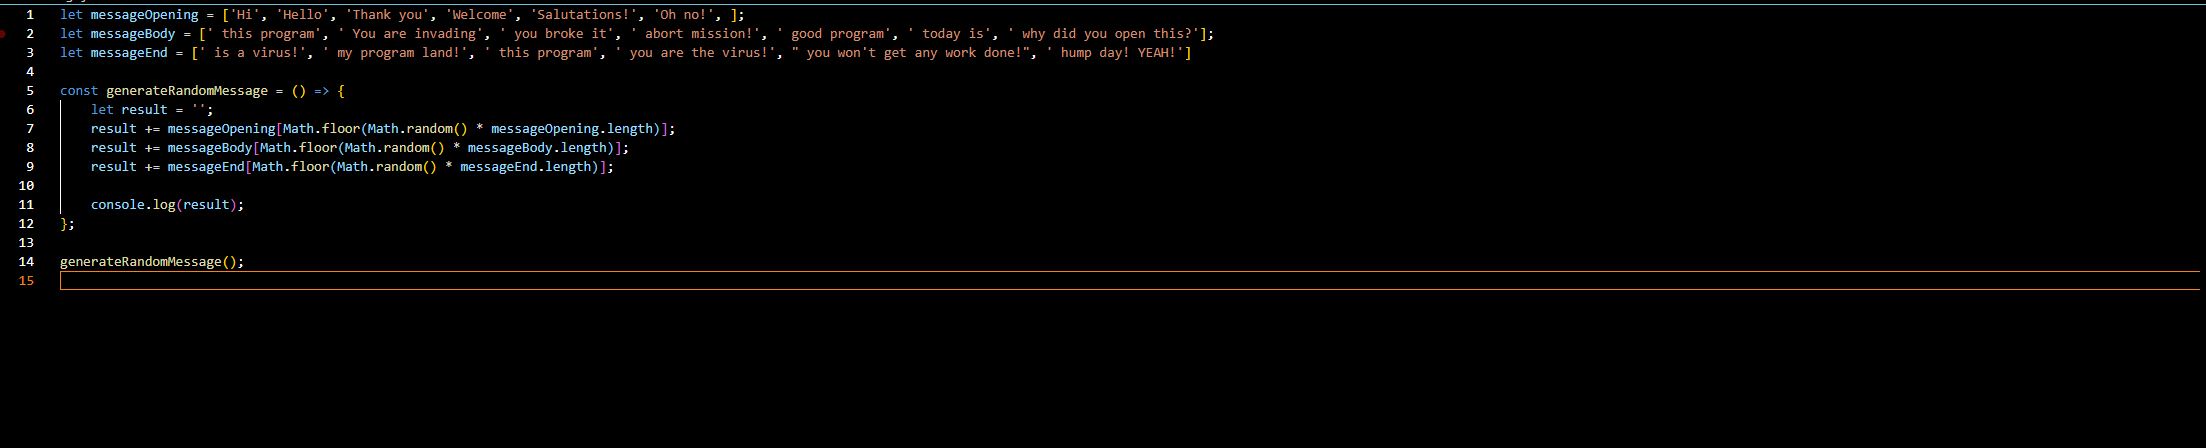 1 let messageOpening = ['Hi', 'Hello', 'Thank you', 'Welcome', 'Salutations!', 'Oh no!', ];
2 let messageBody = [' this program', ' You are invading', ' you broke it', ' abort mission!', ' good program', ' today is', ' why did you open this?'];
3 let messageEnd = [' is a virus!', ' my program land!', ' this program', ' you are the virus!', " you won't get any work done!", ' hump day! YEAH!']
4
5 const generateRandomMessage = () => {
6     let result = '';
7     result += messageOpening[Math.floor(Math.random() * messageOpening.length)];
8     result += messageBody[Math.floor(Math.random() * messageBody.length)];
9     result += messageEnd[Math.floor(Math.random() * messageEnd.length)];
10
11     console.log(result);
12 };
13
14 generateRandomMessage();
15